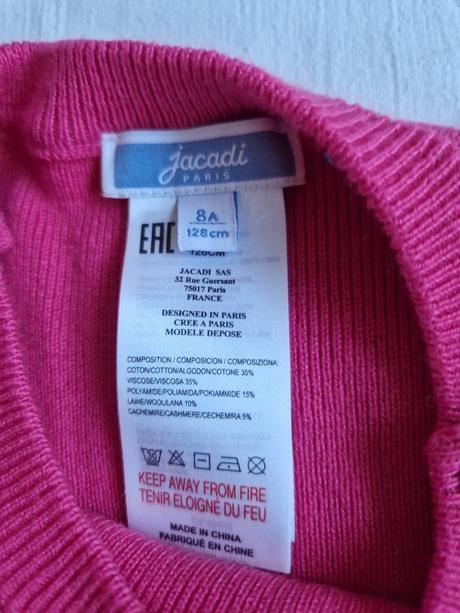 jacadi
PARIS
8A
128cm
EAC
128CM
JACADI SAS
32 Rue Guersant
75017 Paris
FRANCE
DESIGNED IN PARIS
CREE A PARIS
MODELE DEPOSE
COMPOSITION / COMPOSICION / COMPOSIZIONA:
COTON/COTTON/ALGODON/COTONE 35%
VISCOSE/VISCOSA 35%
POLYAMIDE/POLIAMIDA/POKIAMMIDE 15%
LAINE/WOOL/LANA 10%
CACHEMIRE/CASHMERE/CECHEMIRA 5%
KEEP AWAY FROM FIRE
TENIR ELOIGNÉ DU FEU
MADE IN CHINA
FABRIQUÉ EN CHINE